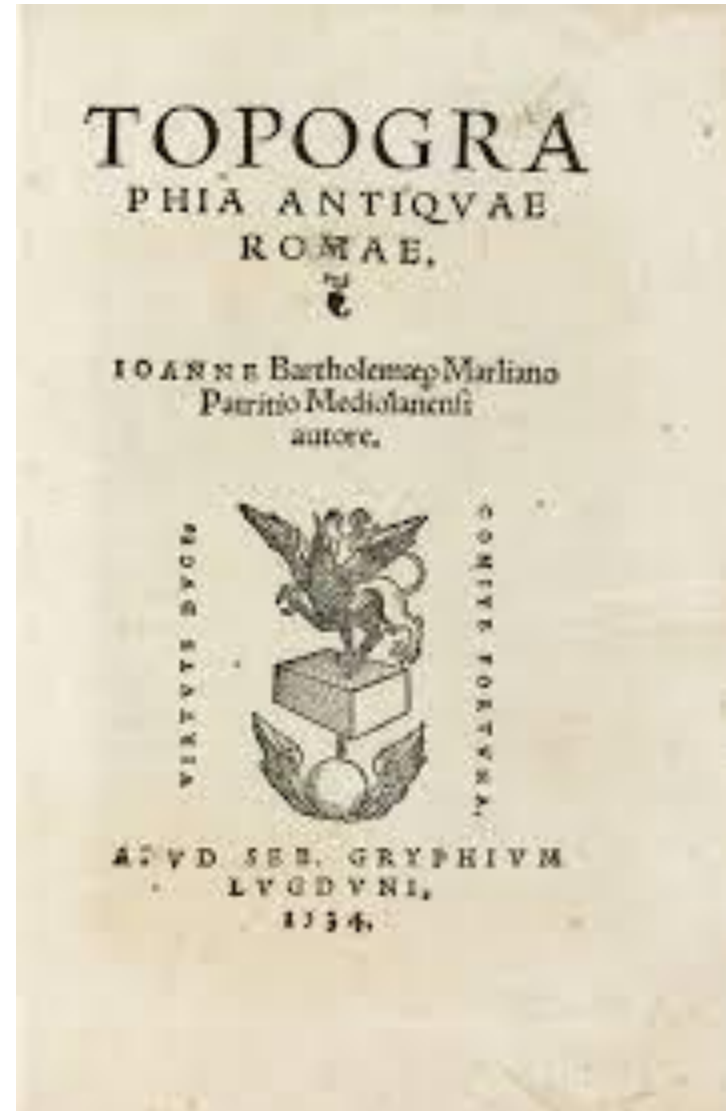 TOPOGRA
PHIA ANTIQVAE
ROMAE.
IOANNE Bartholemæo Marliano
Patritio Mediolanensi
autore.
VIRTVTE DVCE,
COMITE FORTVNA.
APVD SEB. GRYPHIVM
LVGDVNI,
1534.